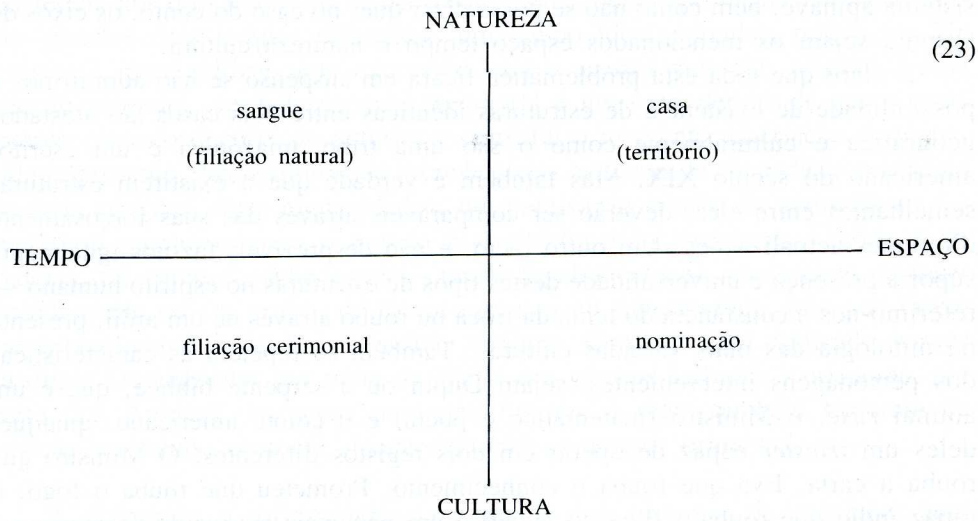 NATUREZA
(23)
sangue casa
(filiação natural) (território)
TEMPO ESPAÇO
filiação cerimonial nominação
CULTURA